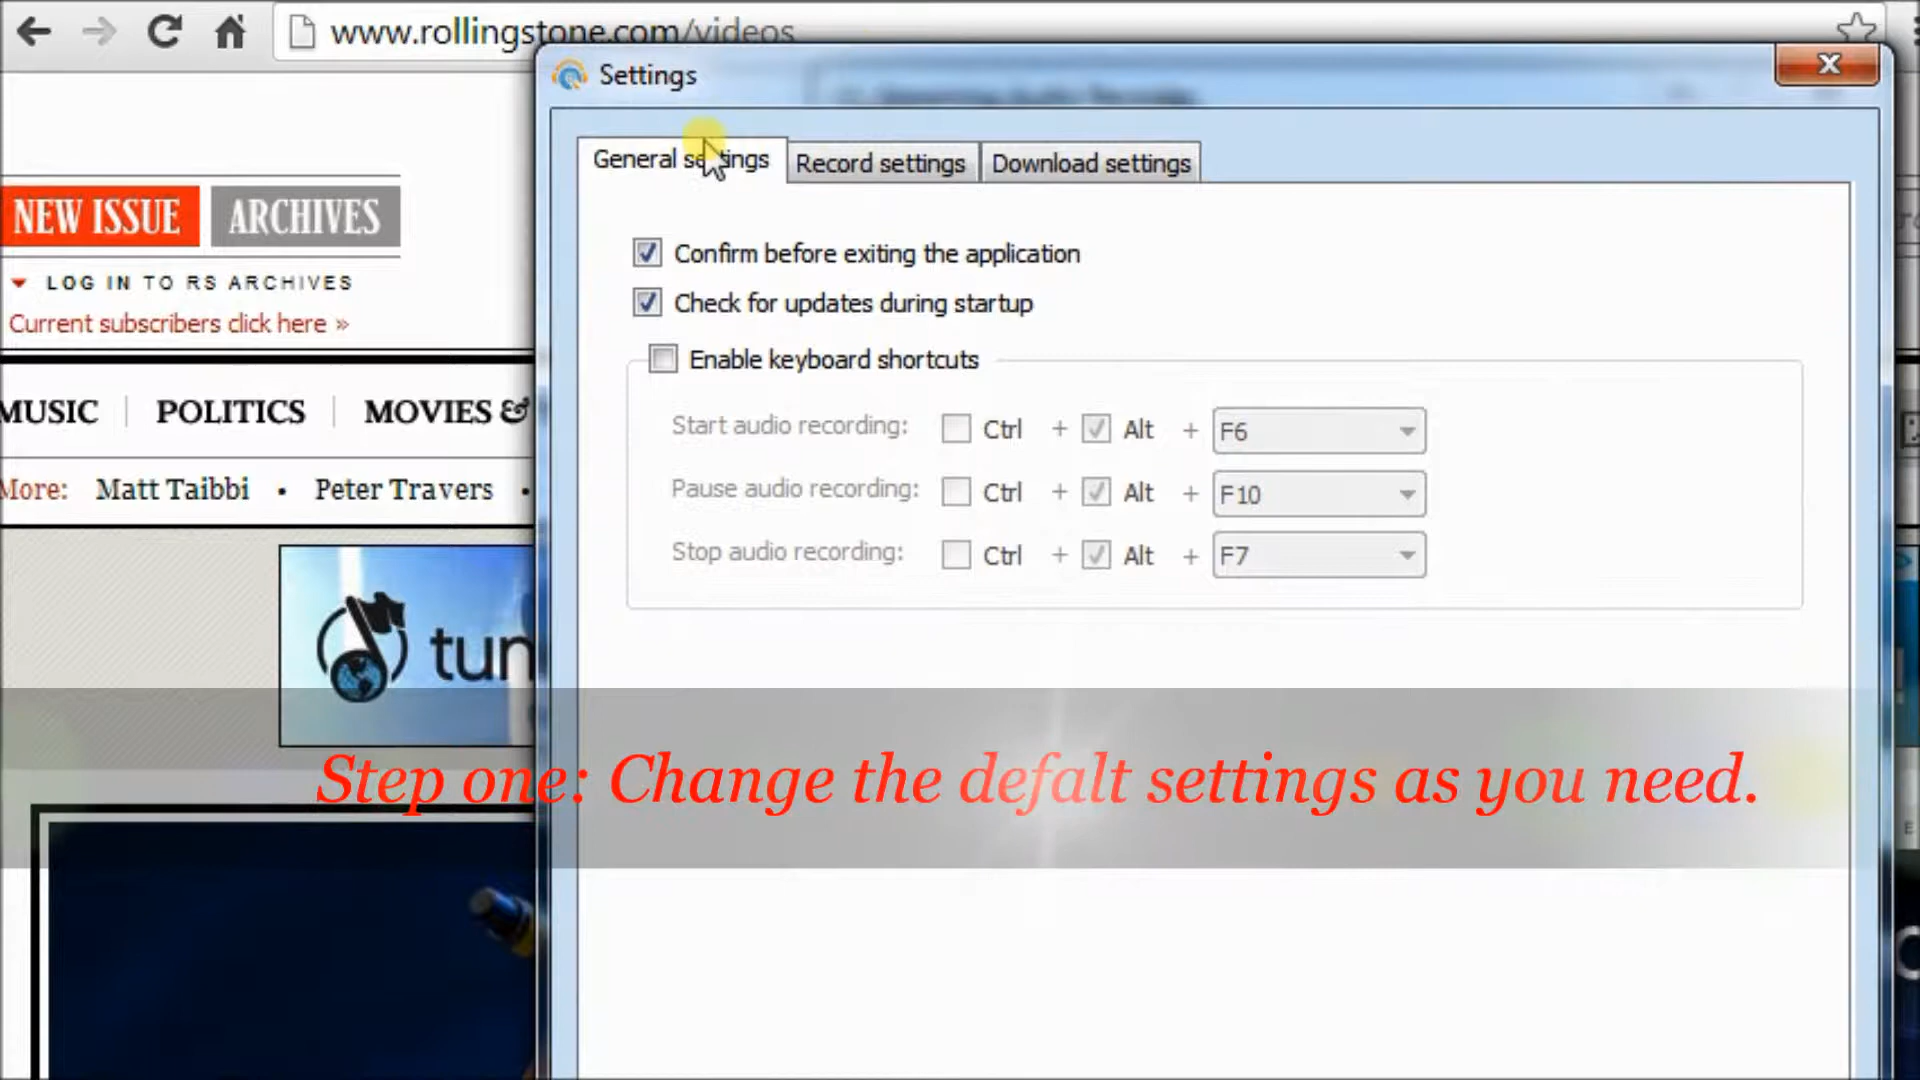 www.rollingstone.com/videos
Settings
General settings
Record settings
Download settings
NEW ISSUE
ARCHIVES
LOG IN TO RS ARCHIVES
Current subscribers click here »
MUSIC
POLITICS
MOVIES &
More: Matt Taibbi • Peter Travers •
tun
Confirm before exiting the application
Check for updates during startup
Enable keyboard shortcuts
Start audio recording: Ctrl + Alt + F6
Pause audio recording: Ctrl + Alt + F10
Stop audio recording: Ctrl + Alt + F7
Step one: Change the defalt settings as you need.